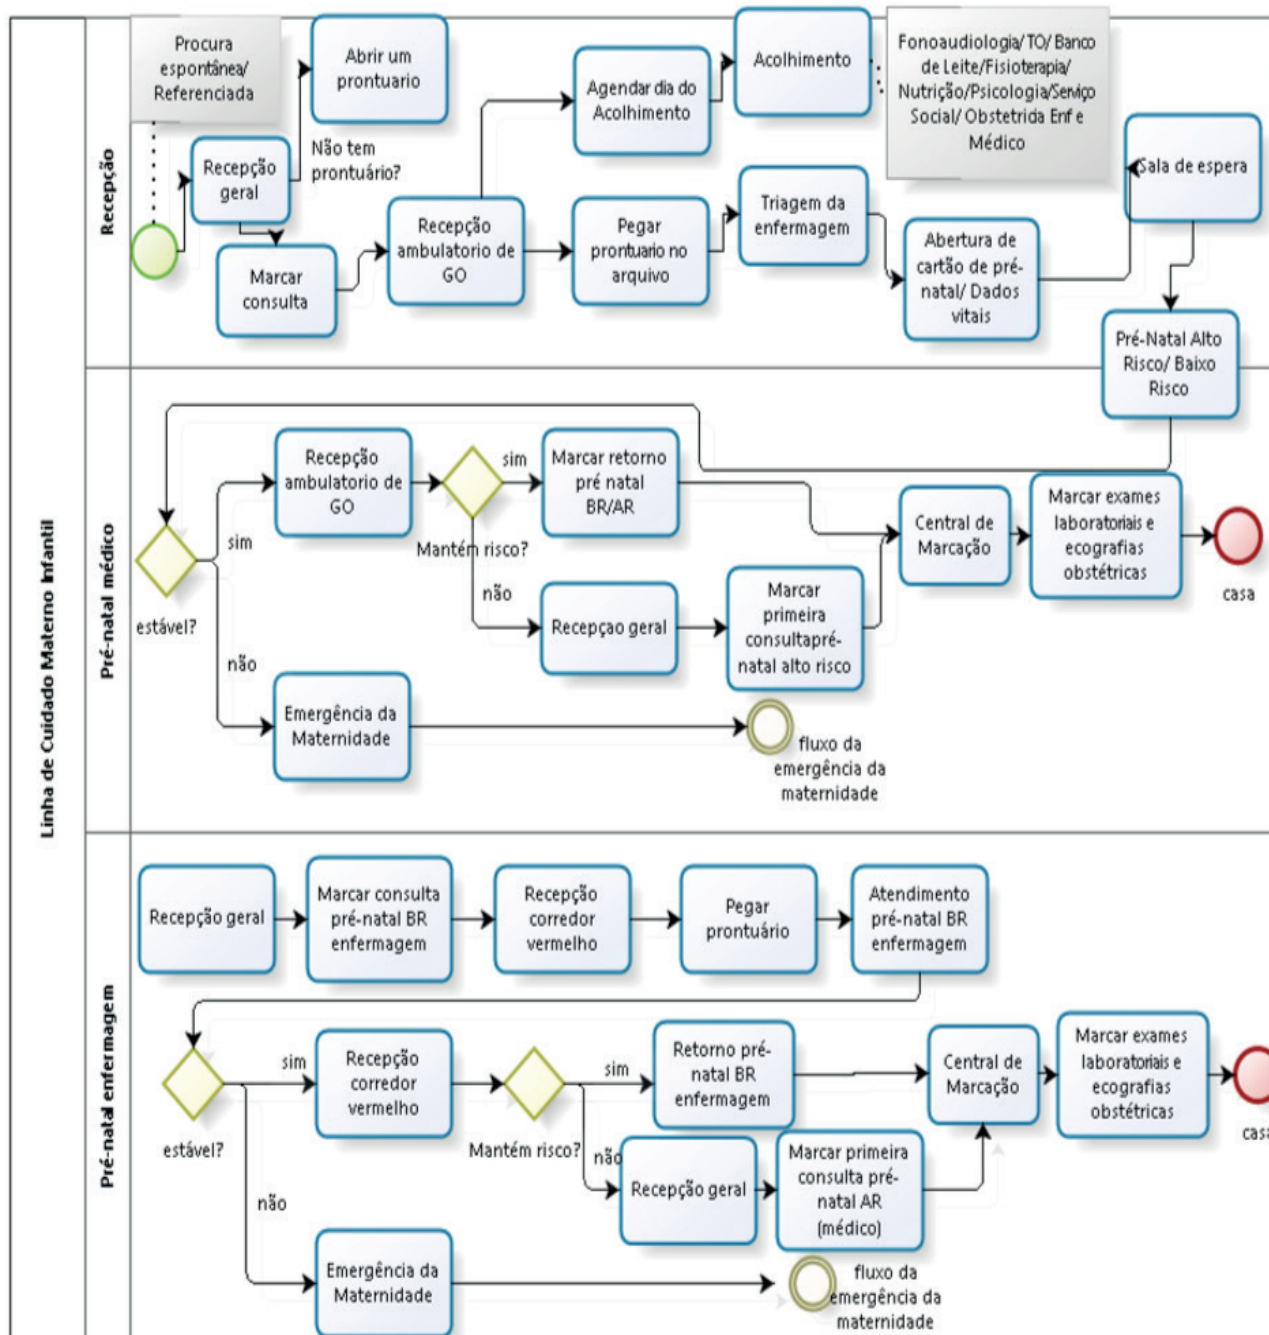 Linha de Cuidado Materno Infantil
Recepção
Procura
espontânea/
Referenciada
Abrir um
prontuario
Não tem
prontuário?
Recepção
geral
Marcar
consulta
Recepção
ambulatorio de
GO
Agendar dia do
Acolhimento
Acolhimento
Fonoaudiologia/ TO/ Banco
de Leite/Fisioterapia/
Nutrição/Psicologia/Serviço
Social/ Obstetrida Enf e
Médico
Pegar
prontuario no
arquivo
Triagem da
enfermagem
Abertura de
cartão de pré-
natal/ Dados
vitais
Sala de espera
Pré-Natal Alto
Risco/ Baixo
Risco
Pré-natal médico
estável?
sim
não
Recepção
ambulatorio de
GO
Mantém risco?
sim
não
Marcar retorno
pré natal
BR/AR
Recepçao geral
Marcar
primeira
consultapré-
natal alto risco
Central de
Marcação
Marcar exames
laboratoriais e
ecografias
obstétricas
casa
Emergência da
Maternidade
fluxo da
emergência da
maternidade
Pré-natal enfermagem
Recepção geral
Marcar consulta
pré-natal BR
enfermagem
Recepção
corredor
vermelho
Pegar
prontuário
Atendimento
pré-natal BR
enfermagem
estável?
sim
não
Recepção
corredor
vermelho
Mantém risco?
sim
não
Retorno pré-
natal BR
enfermagem
Recepção geral
Marcar primeira
consulta pré-
natal AR
(médico)
Central de
Marcação
Marcar exames
laboratoriais e
ecografias
obstétricas
casa
Emergência da
Maternidade
fluxo da
emergência da
maternidade